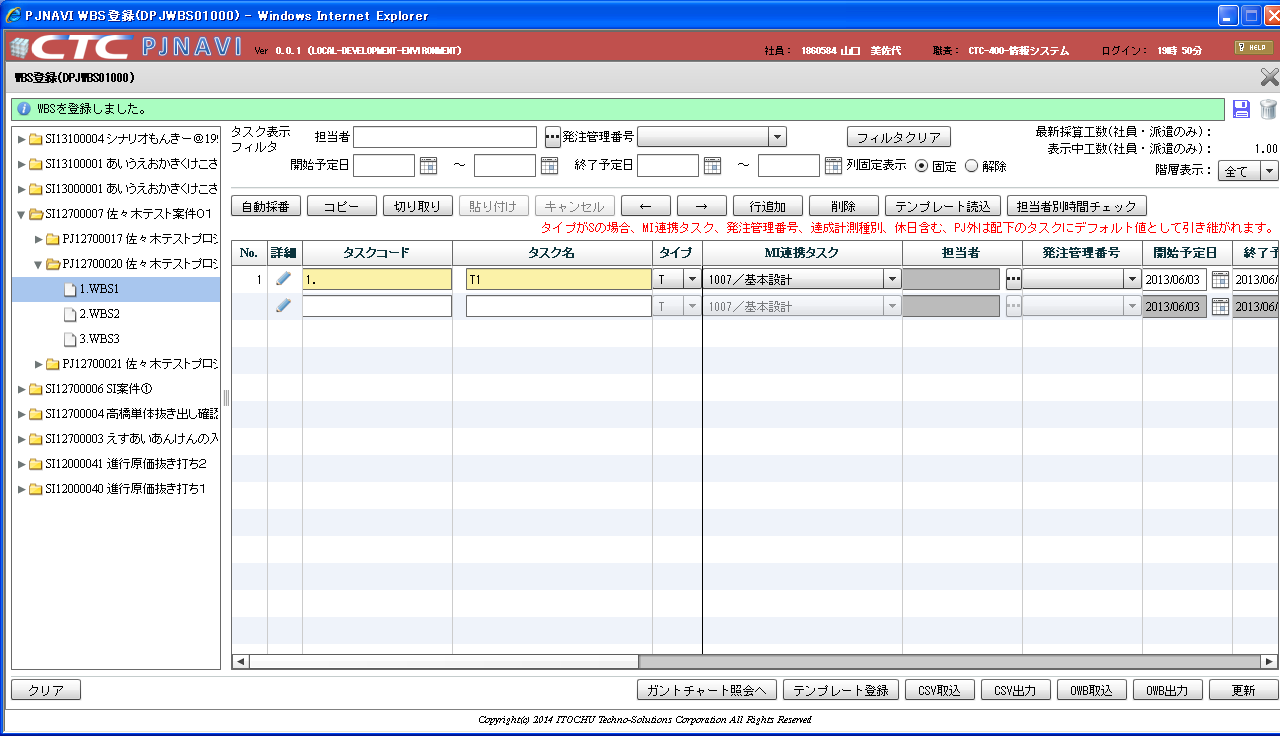 PJNAVI WBS登録(DPJWBS01000) - Windows Internet Explorer
CTC PJNAVI Ver 0.0.1 (LOCAL-DEVELOPMENT-ENVIRONMENT) 社員： 1860584 山口 美佐代 職責： CTC-400-情報システム ログイン： 19時 50分 ? HELP
WBS登録(DPJWBS01000)
WBSを登録しました。
SI13100004 シナリオもんきー＠19
SI13100001 あいうえおかきくけこさ
SI13000001 あいうえおかきくけこさ
SI12700007 佐々木テスト案件01
PJ12700017 佐々木テストプロジ
PJ12700020 佐々木テストプロジ
1.WBS1
2.WBS2
3.WBS3
PJ12700021 佐々木テストプロジ
SI12700006 SI案件①
SI12700004 高橋単体抜き出し確認
SI12700003 えすあいあんけんの入
SI12000041 進行原価抜き打ち2
SI12000040 進行原価抜き打ち1
タスク表示
フィルタ
担当者 発注管理番号 フィルタクリア
最新採算工数(社員・派遣のみ)：
表示中工数(社員・派遣のみ)： 1.00
開始予定日 ～ 終了予定日 ～ 列固定表示 固定 解除
階層表示： 全て
自動採番 コピー 切り取り 貼り付け キャンセル ← → 行追加 削除 テンプレート読込 担当者別時間チェック
タイプがSの場合、MI連携タスク、発注管理番号、達成計測種別、休日含む、PJ外は配下のタスクにデフォルト値として引き継がれます。
No. 詳細 タスクコード タスク名 タイプ MI連携タスク 担当者 発注管理番号 開始予定日 終了予
1 1. T1 T 1007／基本設計 2013/06/03 2013/06/
T 1007／基本設計 2013/06/03 2013/06/
クリア ガントチャート照会へ テンプレート登録 CSV取込 CSV出力 OWB取込 OWB出力 更新
Copyright(c) 2014 ITOCHU Techno-Solutions Corporation All Rights Reserved